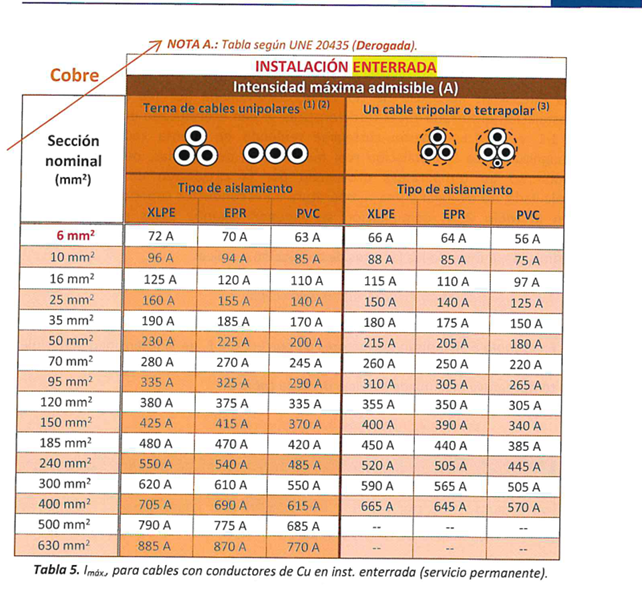 NOTA A.: Tabla según UNE 20435 (Derogada).
Cobre
INSTALACIÓN ENTERRADA
Intensidad máxima admisible (A)
Sección nominal (mm²)
Terna de cables unipolares (1) (2)
Un cable tripolar o tetrapolar (3)
Tipo de aislamiento
Tipo de aislamiento
XLPE EPR PVC XLPE EPR PVC
6 mm² 72 A 70 A 63 A 66 A 64 A 56 A
10 mm² 96 A 94 A 85 A 88 A 85 A 75 A
16 mm² 125 A 120 A 110 A 115 A 110 A 97 A
25 mm² 160 A 155 A 140 A 150 A 140 A 125 A
35 mm² 190 A 185 A 170 A 180 A 175 A 150 A
50 mm² 230 A 225 A 200 A 215 A 205 A 180 A
70 mm² 280 A 270 A 245 A 260 A 250 A 220 A
95 mm² 335 A 325 A 290 A 310 A 305 A 265 A
120 mm² 380 A 375 A 335 A 355 A 350 A 305 A
150 mm² 425 A 415 A 370 A 400 A 390 A 340 A
185 mm² 480 A 470 A 420 A 450 A 440 A 385 A
240 mm² 550 A 540 A 485 A 520 A 505 A 445 A
300 mm² 620 A 610 A 550 A 590 A 565 A 505 A
400 mm² 705 A 690 A 615 A 665 A 645 A 570 A
500 mm² 790 A 775 A 685 A -- -- --
630 mm² 885 A 870 A 770 A -- -- --
Tabla 5. Imáx., para cables con conductores de Cu en inst. enterrada (servicio permanente).